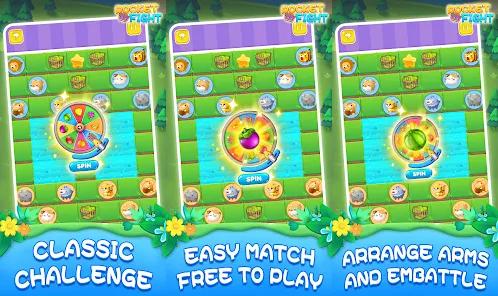 POCKET
FIGHT
SPIN
CLASSIC
CHALLENGE
POCKET
FIGHT
SPIN
EASY MATCH
FREE TO PLAY
POCKET
FIGHT
SPIN
ARRANGE ARMS
AND EMBATTLE